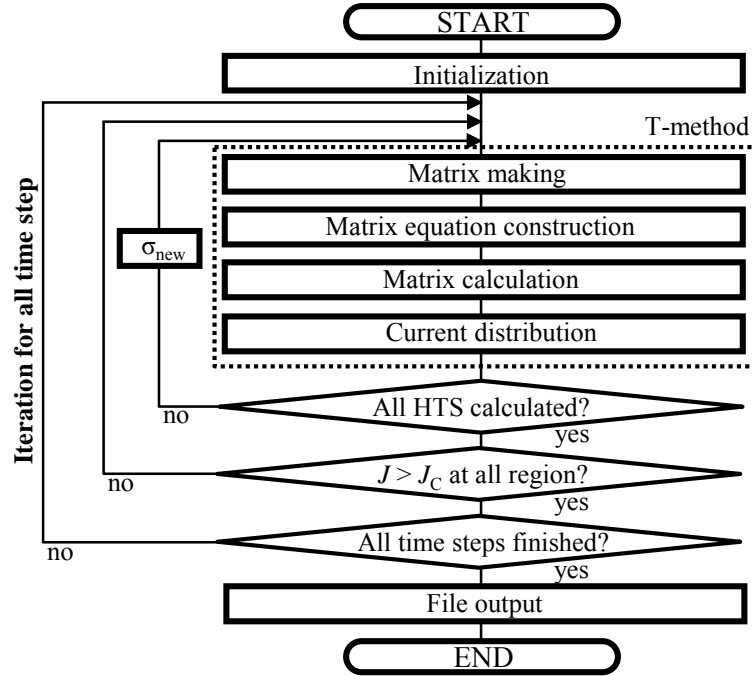 START
Initialization
T-method
Matrix making
Matrix equation construction
σnew
Matrix calculation
Current distribution
Iteration for all time step
All HTS calculated?
no
yes
J > JC at all region?
no
yes
All time steps finished?
no
yes
File output
END